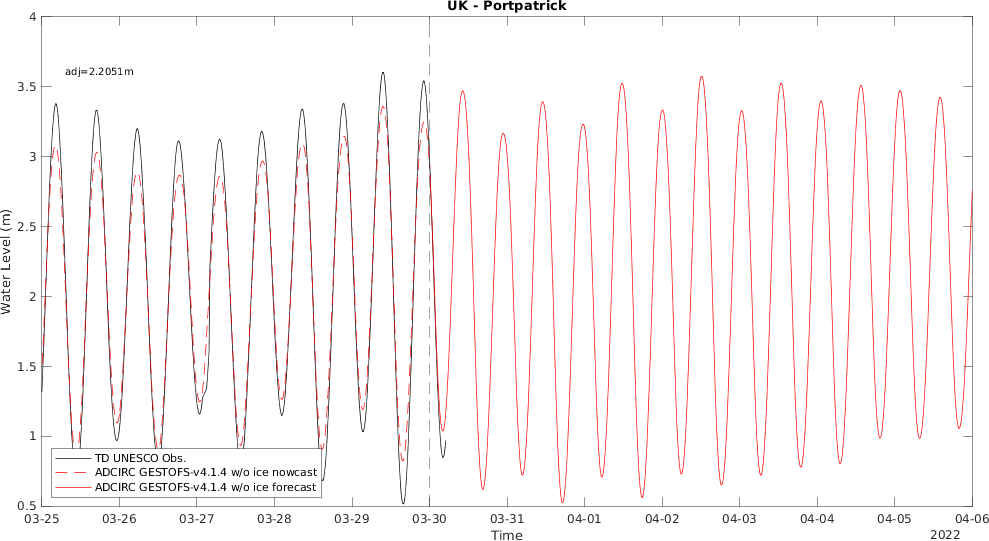 UK - Portpatrick
4
3.5
3
2.5
2
1.5
1
0.5
Water Level (m)
adj=2.2051m
TD UNESCO Obs.
ADCIRC GESTOFS-v4.1.4 w/o ice nowcast
ADCIRC GESTOFS-v4.1.4 w/o ice forecast
03-25 03-26 03-27 03-28 03-29 03-30 03-31 04-01 04-02 04-03 04-04 04-05 04-06
Time
2022